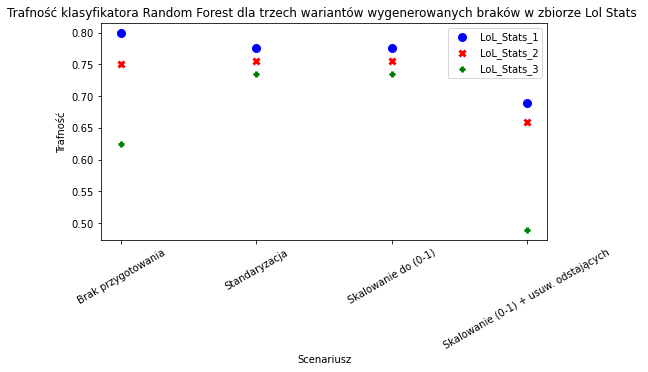 Trafność klasyfikatora Random Forest dla trzech wariantów wygenerowanych braków w zbiorze Lol Stats
LoL_Stats_1
LoL_Stats_2
LoL_Stats_3
Trafność
0.80
0.75
0.70
0.65
0.60
0.55
0.50
Brak przygotowania
Standaryzacja
Skalowanie do (0-1)
Skalowanie (0-1) + usuw. odstających
Scenariusz